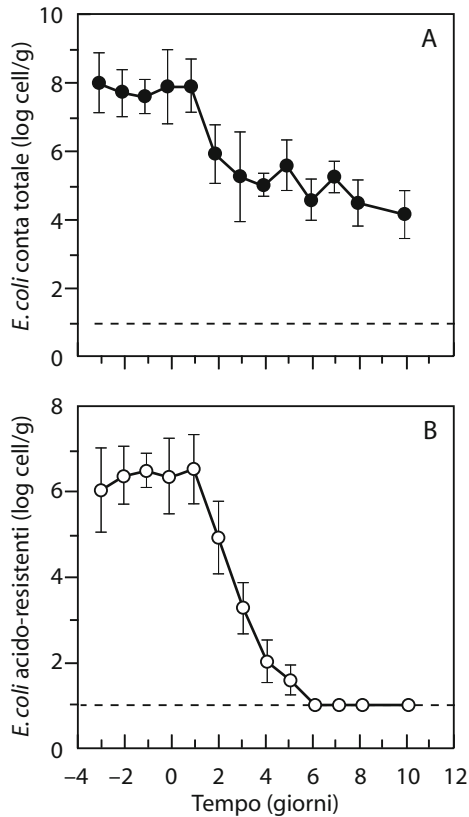 A
E. coli conta totale (log cell/g)
10
8
6
4
2
0
B
E. coli acido-resistenti (log cell/g)
8
6
4
2
0
−4 −2 0 2 4 6 8 10 12
Tempo (giorni)